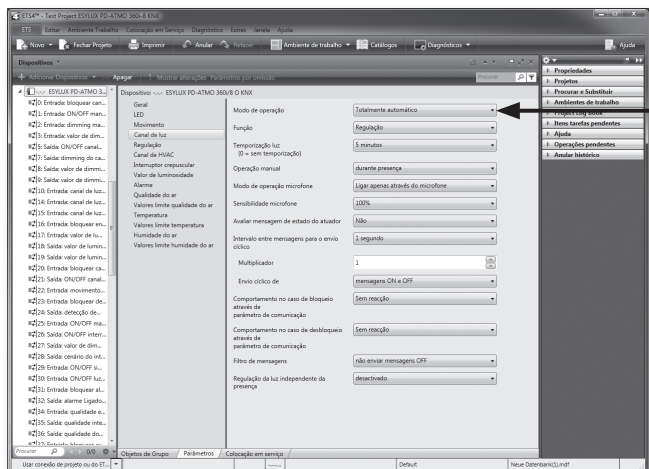 ETS4™ - Test Project ESYLUX PD-ATMO 360i-8 KNX
ETS Editar Ambiente Trabalho Colocação em Serviço Diagnóstico Extras Janela Ajuda
Novo Fechar Projeto Imprimir Anular Refazer Ambiente de trabalho Catálogos Diagnósticos Ajuda
Dispositivos
Adicionar Dispositivos Apagar Mostrar alterações Parâmetros por omissão Procurar
ESYLUX PD-ATMO 3...
0: Entrada: bloquear can...
1: Entrada: ON/OFF man...
2: Entrada: dimming ma...
3: Entrada: valor de dim...
5: Saída: ON/OFF canal...
7: Saída: dimming do ca...
8: Saída: valor de dimmi...
9: Saída: valor de dimmi...
10: Entrada: canal de luz...
14: Entrada: canal de luz...
15: Entrada: canal de luz...
16: Entrada: bloquear en...
17: Entrada: valor de lu...
18: Saída: valor de lumin...
19: Saída: valor de lumin...
20: Entrada: bloquear ca...
21: Saída: ON/OFF canal...
22: Entrada: movimento...
23: Entrada: bloquear de...
24: Saída: detecção de...
25: Entrada: ON/OFF ma...
26: Saída: ON/OFF interr...
27: Saída: valor de dim...
28: Saída: cenário do int...
29: Entrada: ON/OFF si...
30: Entrada: ON/OFF luz...
31: Entrada: bloquear al...
32: Saída: alarme Ligado...
34: Entrada: qualidade e...
35: Saída: qualidade inte...
36: Saída: qualidade do...
37: Entrada: bloquear qu...
Procurar 0/0
Dispositivo: ESYLUX PD-ATMO 360i/8 O KNX
Geral
LED
Movimento
Canal de luz
Regulação
Canal de HVAC
Interruptor crepuscular
Valor de luminosidade
Alarme
Qualidade do ar
Valores limite qualidade do ar
Temperatura
Valores limite temperatura
Humidade do ar
Valores limite humidade do ar
Modo de operação Totalmente automático
Função Regulação
Temporização luz 5 minutos
(0 = sem temporização)
Operação manual durante presença
Modo de operação microfone Ligar apenas através do microfone
Sensibilidade microfone 100%
Avaliar mensagem de estado do atuador Não
Intervalo entre mensagens para o envio 1 segundo
cíclico
Multiplicador 1
Envio cíclico de mensagens ON e OFF
Comportamento no caso de bloqueio Sem reacção
através de
parâmetro de comunicação
Comportamento no caso de desbloqueio Sem reacção
através de
parâmetro de comunicação
Filtro de mensagens não enviar mensagens OFF
Regulação da luz independente da desactivado
presença
Objetos de Grupo Parâmetros Colocação em serviço
Propriedades
Projetos
Procurar e Substituir
Ambientes de trabalho
Project Log Book
Itens tarefas pendentes
Ajuda
Operações pendentes
Anular histórico
Usar conexão de projeto ou do ET... Default Neue Datenbank(1).mdf